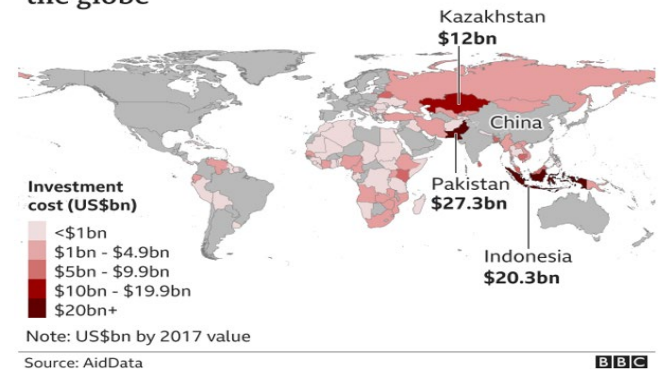 the globe
Kazakhstan
$12bn
China
Pakistan
$27.3bn
Indonesia
$20.3bn
Investment
cost (US$bn)
<$1bn
$1bn - $4.9bn
$5bn - $9.9bn
$10bn - $19.9bn
$20bn+
Note: US$bn by 2017 value
Source: AidData
BBC